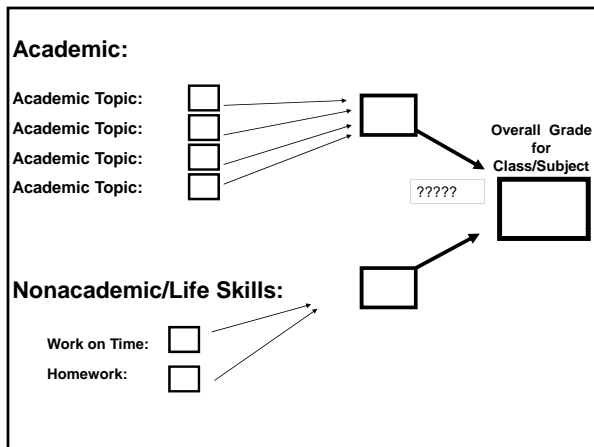 Academic:
Academic Topic:
Academic Topic:
Academic Topic:
Academic Topic:
Overall Grade
for
Class/Subject
?????
Nonacademic/Life Skills:
Work on Time:
Homework: